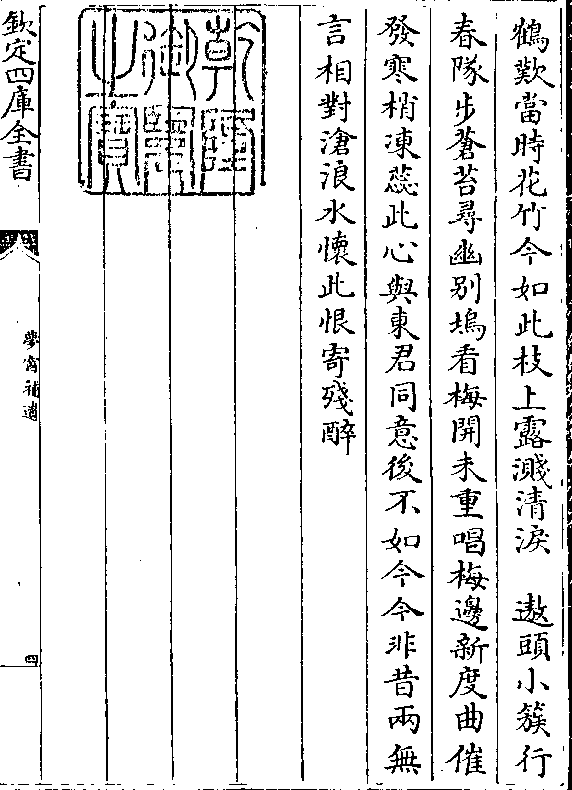 鶴歎當時花竹今如此枝上露濺清淚　遨頭小簇行
春隊步蒼苔尋幽别塢看梅開未重唱梅邊新度曲催
發寒梢凍蕊此心與東君同意後不如今今非昔兩無
言相對滄浪水懷此恨寄殘醉
乾隆
御覽
之寶
欽定四庫全書
夢窗補遺
四